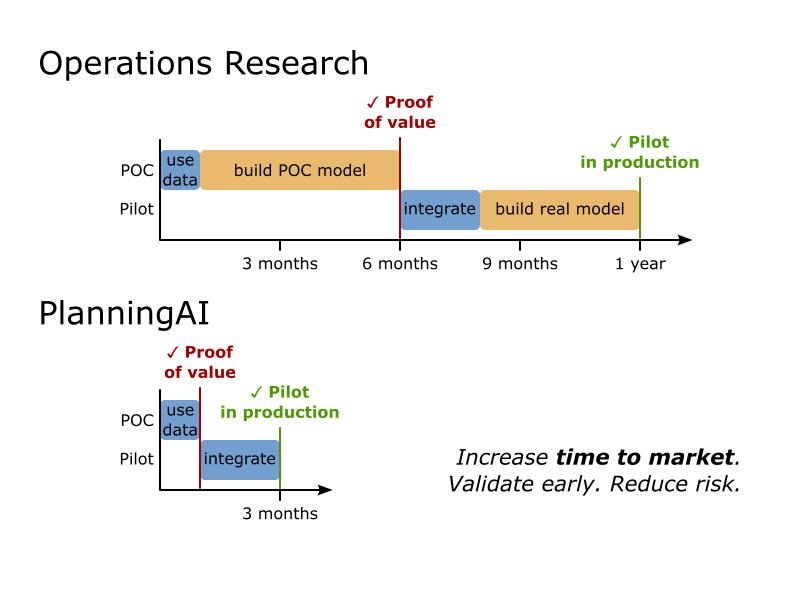 Operations Research
✓ Proof
of value
✓ Pilot
in production
POC
use
data
build POC model
Pilot
integrate
build real model
3 months
6 months
9 months
1 year
PlanningAI
✓ Proof
of value
✓ Pilot
in production
POC
use
data
Pilot
integrate
3 months
Increase time to market.
Validate early. Reduce risk.